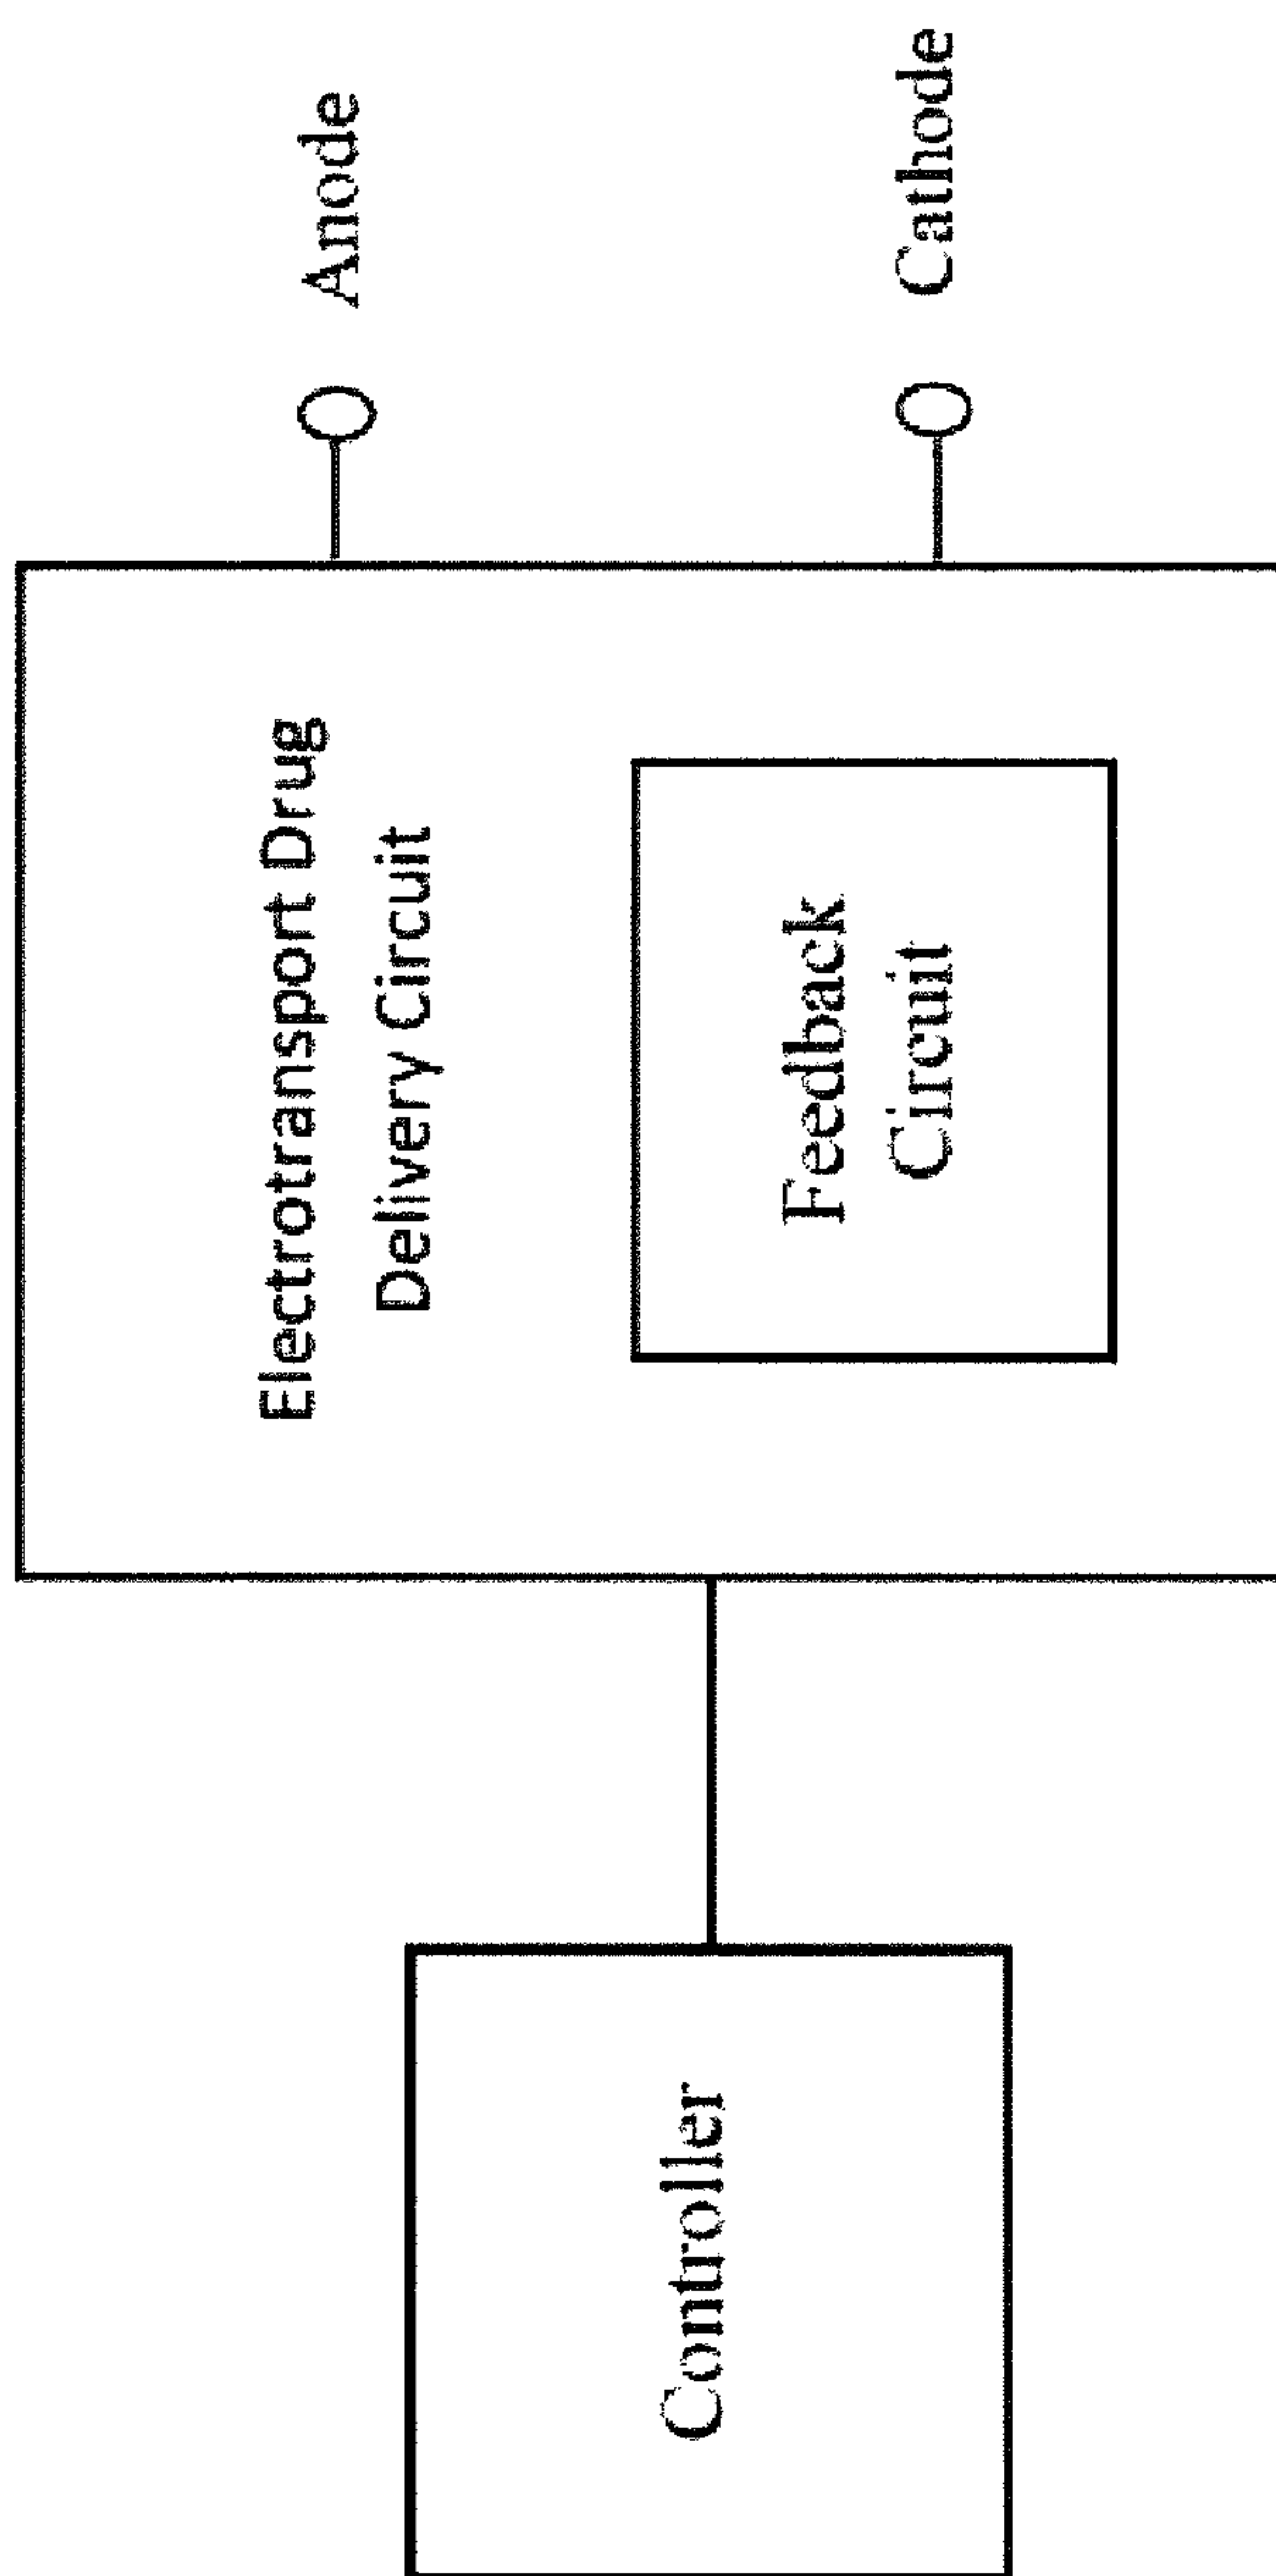 Controller
Electrotransport Drug
Delivery Circuit
Feedback
Circuit
Anode
Cathode